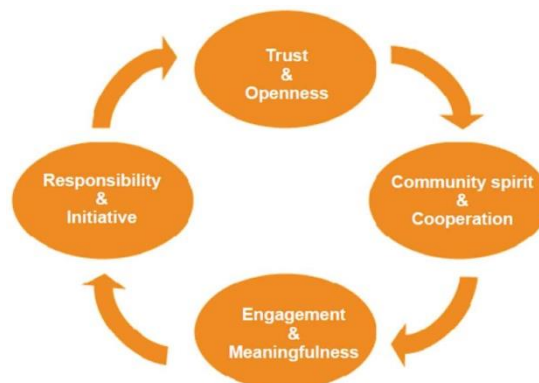 Trust
&
Openness
Community spirit
&
Cooperation
Engagement
&
Meaningfulness
Responsibility
&
Initiative